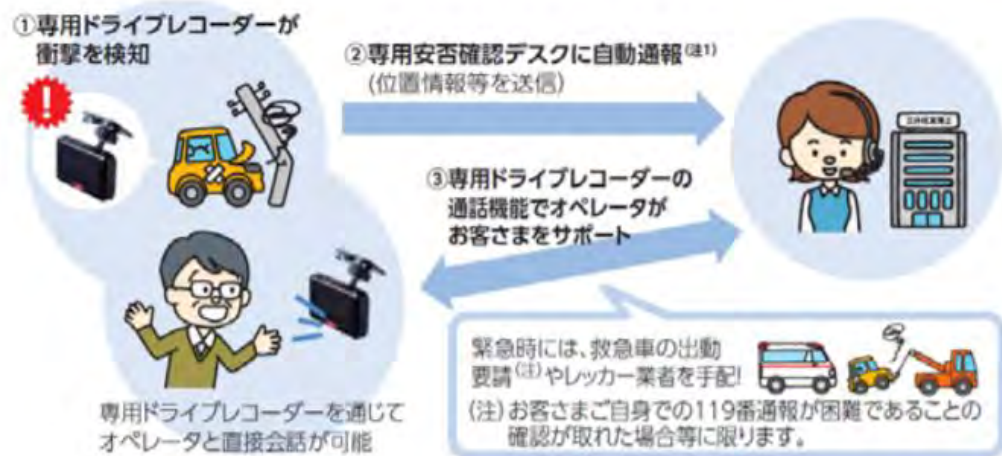 ①専用ドライブレコーダーが
衝撃を検知
②専用安否確認デスクに自動通報(注1)
(位置情報等を送信)
③専用ドライブレコーダーの
通話機能でオペレータが
お客さまをサポート
専用ドライブレコーダーを通じて
オペレータと直接会話が可能
緊急時には、救急車の出動
要請(注)やレッカー業者を手配!
(注)お客さまご自身での119番通報が困難であることの
確認が取れた場合等に限ります。